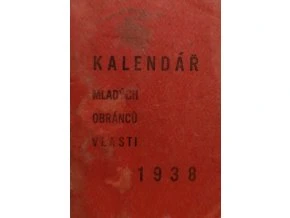 KALENDÁŘ
MLADÝCH
OBRÁNCŮ
VLASTI
1938